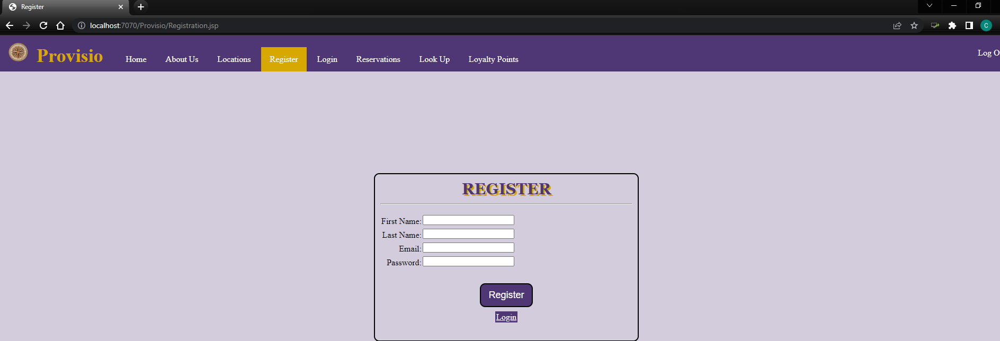 Register
localhost:7070/Provisio/Registration.jsp
C
Provisio Home About Us Locations Register Login Reservations Look Up Loyalty Points Log O
REGISTER
First Name:
Last Name:
Email:
Password:
Register
Login